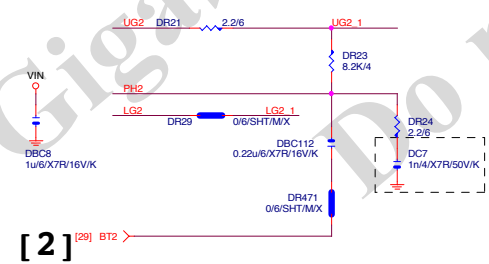 UG2 DR21 2.2/6 UG2_1
DR23
8.2K/4
VIN
PH2
LG2 LG2_1
DR29 0/6/SHT/M/X
DR24
2.2/6
DBC8
1u/6/X7R/16V/K
DBC112
0.22u/6/X7R/16V/K
DC7
1n/4/X7R/50V/K
DR471
0/6/SHT/M/X
[2] [29] BT2
Giga
Do